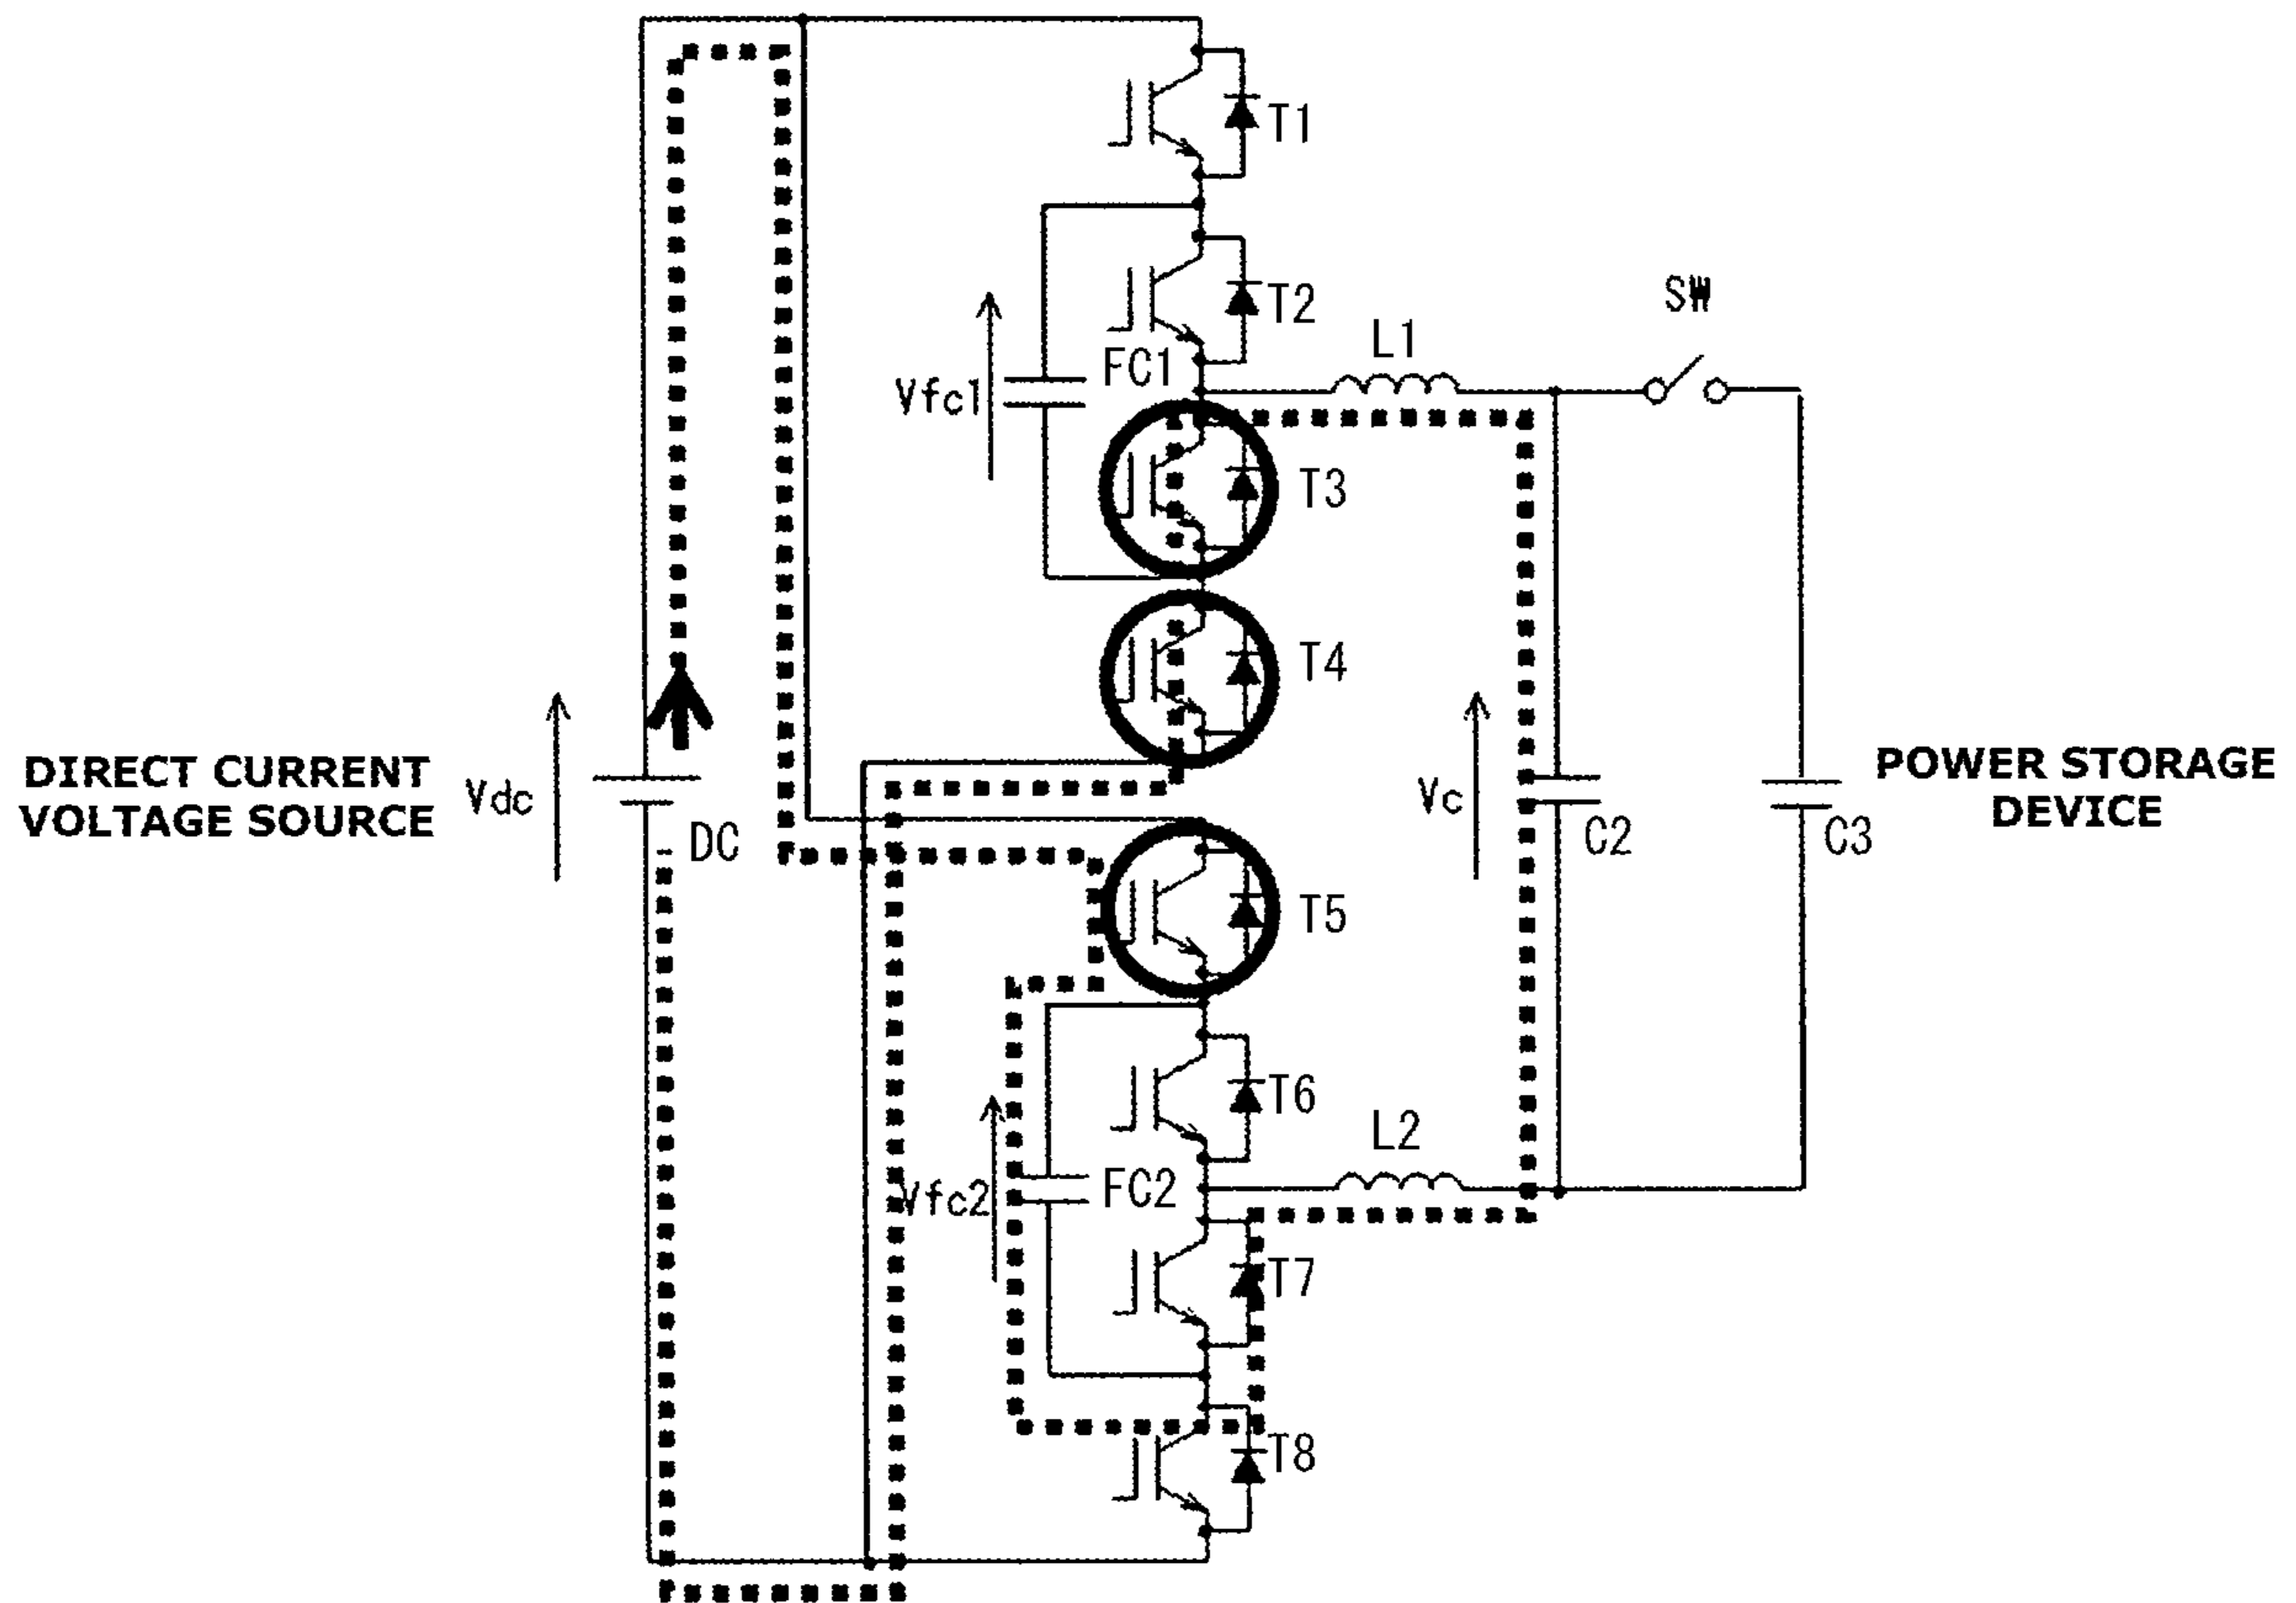 T1
T2
SW
L1
FC1
Vfc1
T3
T4
DIRECT CURRENT
VOLTAGE SOURCE
Vdc
DC
Vc
C2
C3
POWER STORAGE
DEVICE
T5
T6
L2
FC2
Vfc2
T7
T8